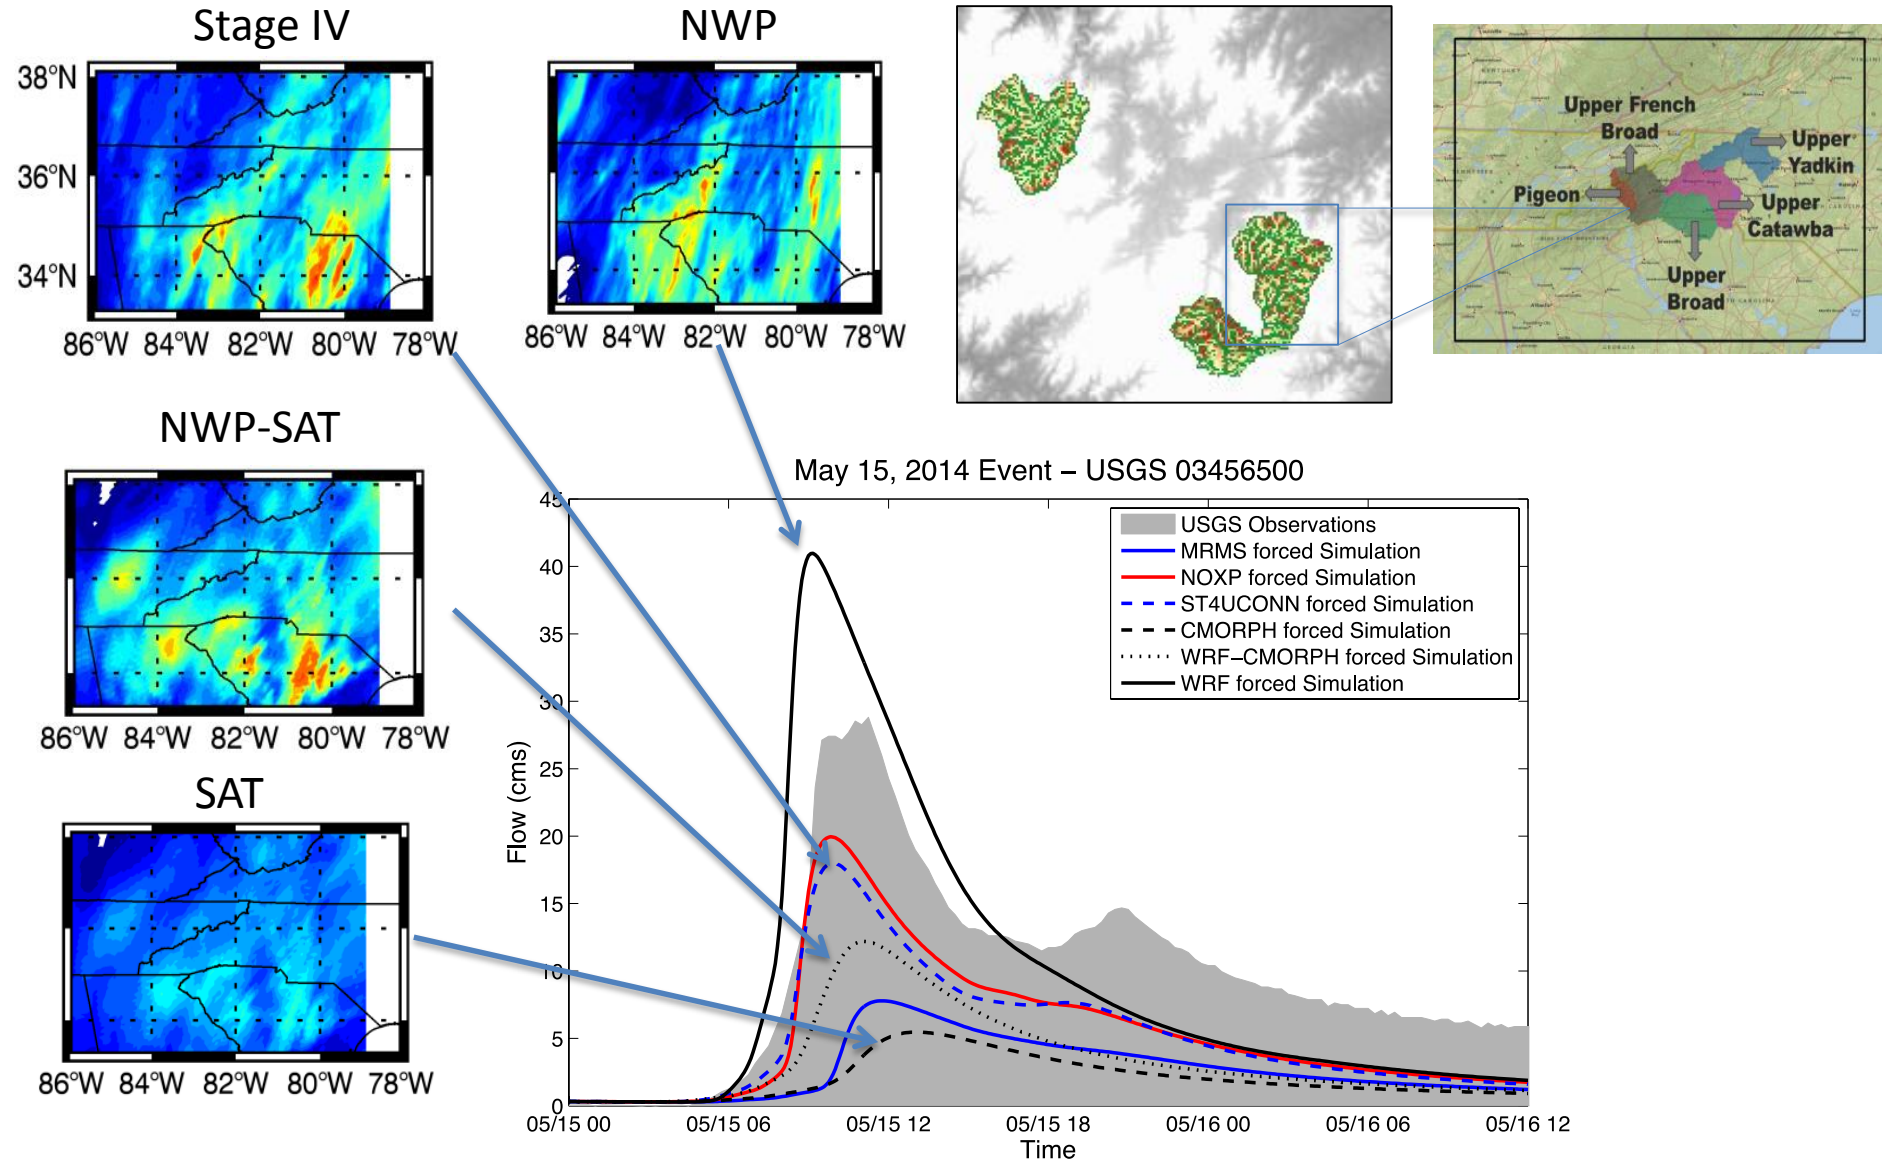 Stage IV
38°N
36°N
34°N
86°W 84°W 82°W 80°W 78°W
NWP
86°W 84°W 82°W 80°W 78°W
Upper French
Broad
Upper
Yadkin
Pigeon
Upper
Catawba
Upper
Broad
NWP-SAT
86°W 84°W 82°W 80°W 78°W
SAT
86°W 84°W 82°W 80°W 78°W
May 15, 2014 Event – USGS 03456500
USGS Observations
MRMS forced Simulation
NOXP forced Simulation
ST4UCONN forced Simulation
CMORPH forced Simulation
WRF–CMORPH forced Simulation
WRF forced Simulation
Flow (cms)
45
40
35
30
25
20
15
10
5
0
05/15 00 05/15 06 05/15 12 05/15 18 05/16 00 05/16 06 05/16 12
Time